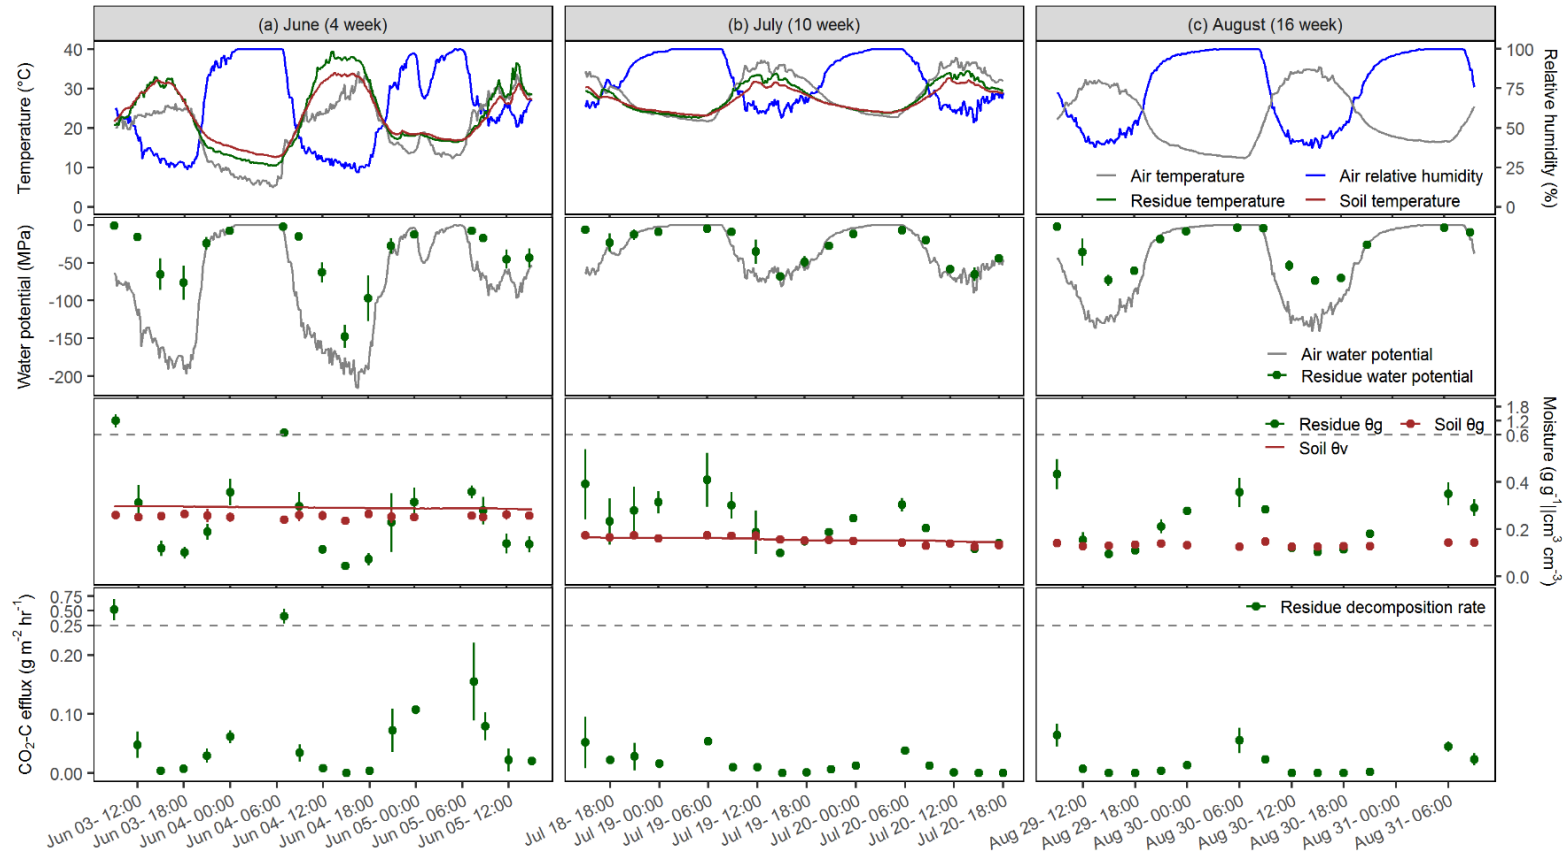 (a) June (4 week)
(b) July (10 week)
(c) August (16 week)
Temperature (°C)
40
30
20
10
0
100
75
50
25
0
Relative humidity (%)
Air temperature
Air relative humidity
Residue temperature
Soil temperature
Water potential (MPa)
0
-50
-100
-150
-200
Air water potential
Residue water potential
Residue θg
Soil θg
Soil θv
1.8
1.2
0.6
0.4
0.2
0.0
Moisture (g g⁻¹||cm³ cm⁻³)
CO₂-C efflux (g m⁻² hr⁻¹)
0.75
0.50
0.25
0.20
0.10
0.00
Residue decomposition rate
Jun 03- 12:00
Jun 03- 18:00
Jun 04- 00:00
Jun 04- 06:00
Jun 04- 12:00
Jun 04- 18:00
Jun 05- 00:00
Jun 05- 06:00
Jun 05- 12:00
Jul 18- 18:00
Jul 19- 00:00
Jul 19- 06:00
Jul 19- 12:00
Jul 19- 18:00
Jul 20- 00:00
Jul 20- 06:00
Jul 20- 12:00
Jul 20- 18:00
Aug 29- 12:00
Aug 29- 18:00
Aug 30- 00:00
Aug 30- 06:00
Aug 30- 12:00
Aug 30- 18:00
Aug 31- 00:00
Aug 31- 06:00